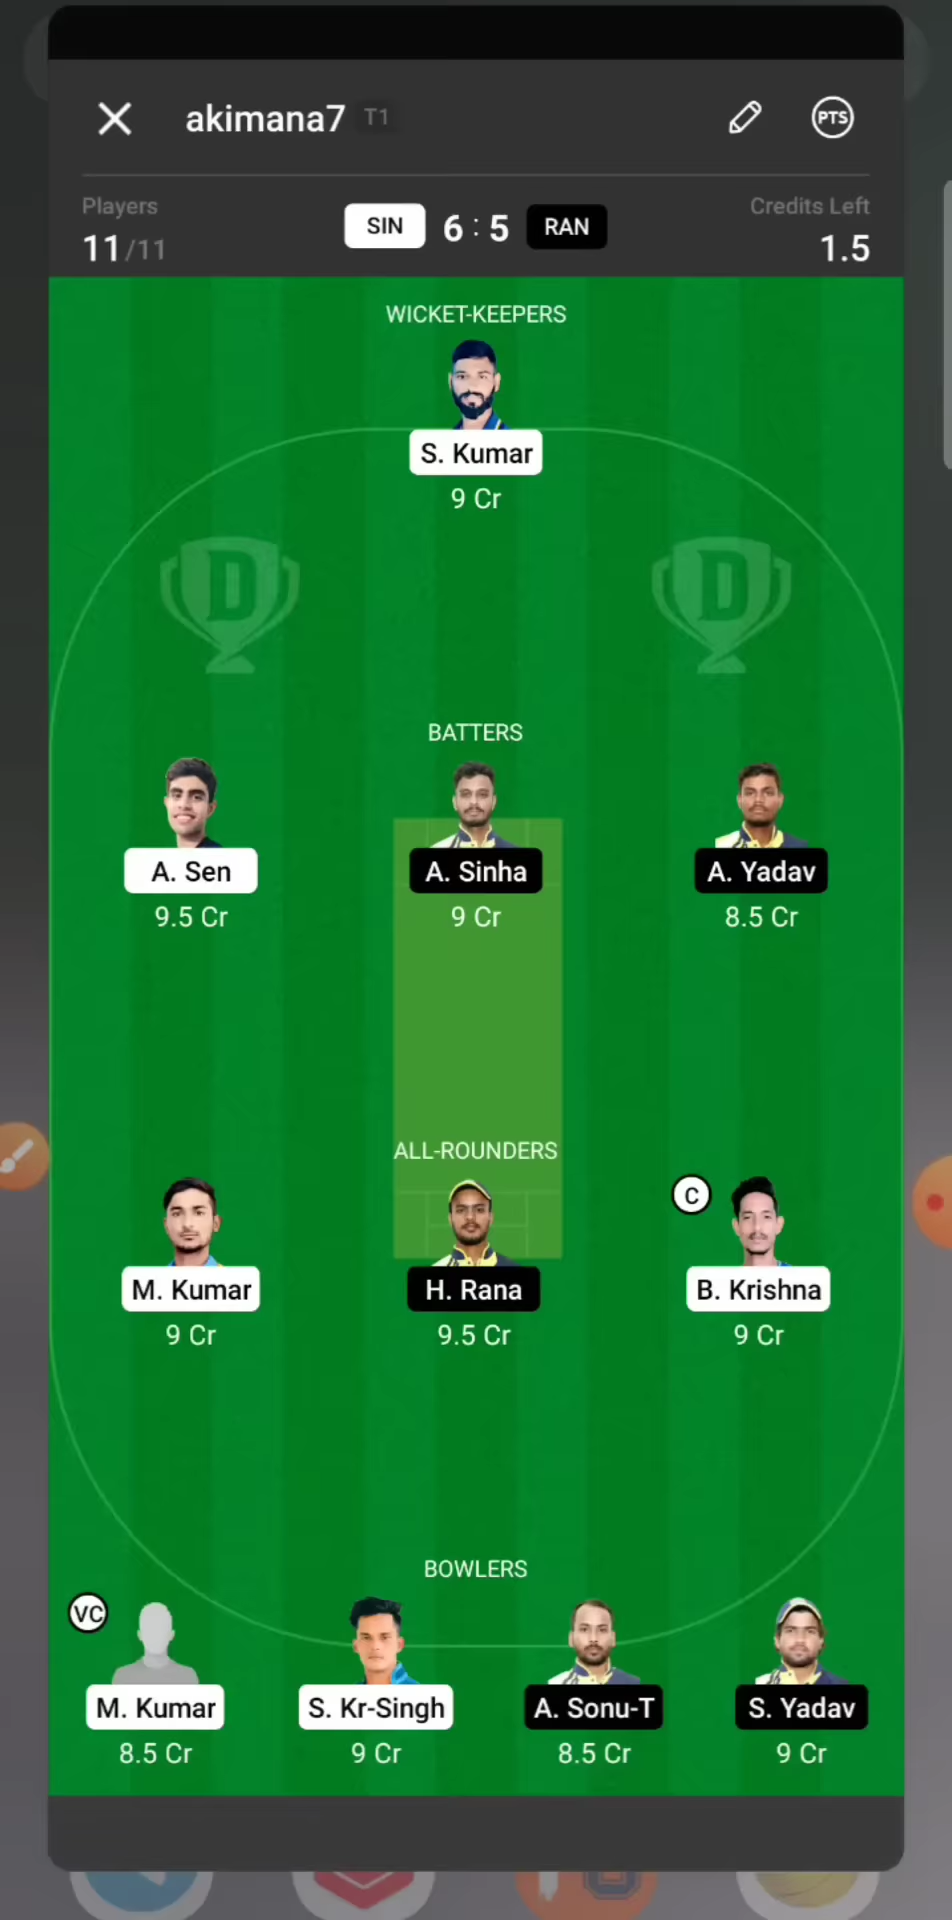 akimana7 T1
PTS
Players
11/11
SIN 6 : 5 RAN
Credits Left
1.5
WICKET-KEEPERS
S. Kumar
9 Cr
D D
BATTERS
A. Sen A. Sinha A. Yadav
9.5 Cr 9 Cr 8.5 Cr
ALL-ROUNDERS
C
M. Kumar H. Rana B. Krishna
9 Cr 9.5 Cr 9 Cr
BOWLERS
VC
M. Kumar S. Kr-Singh A. Sonu-T S. Yadav
8.5 Cr 9 Cr 8.5 Cr 9 Cr